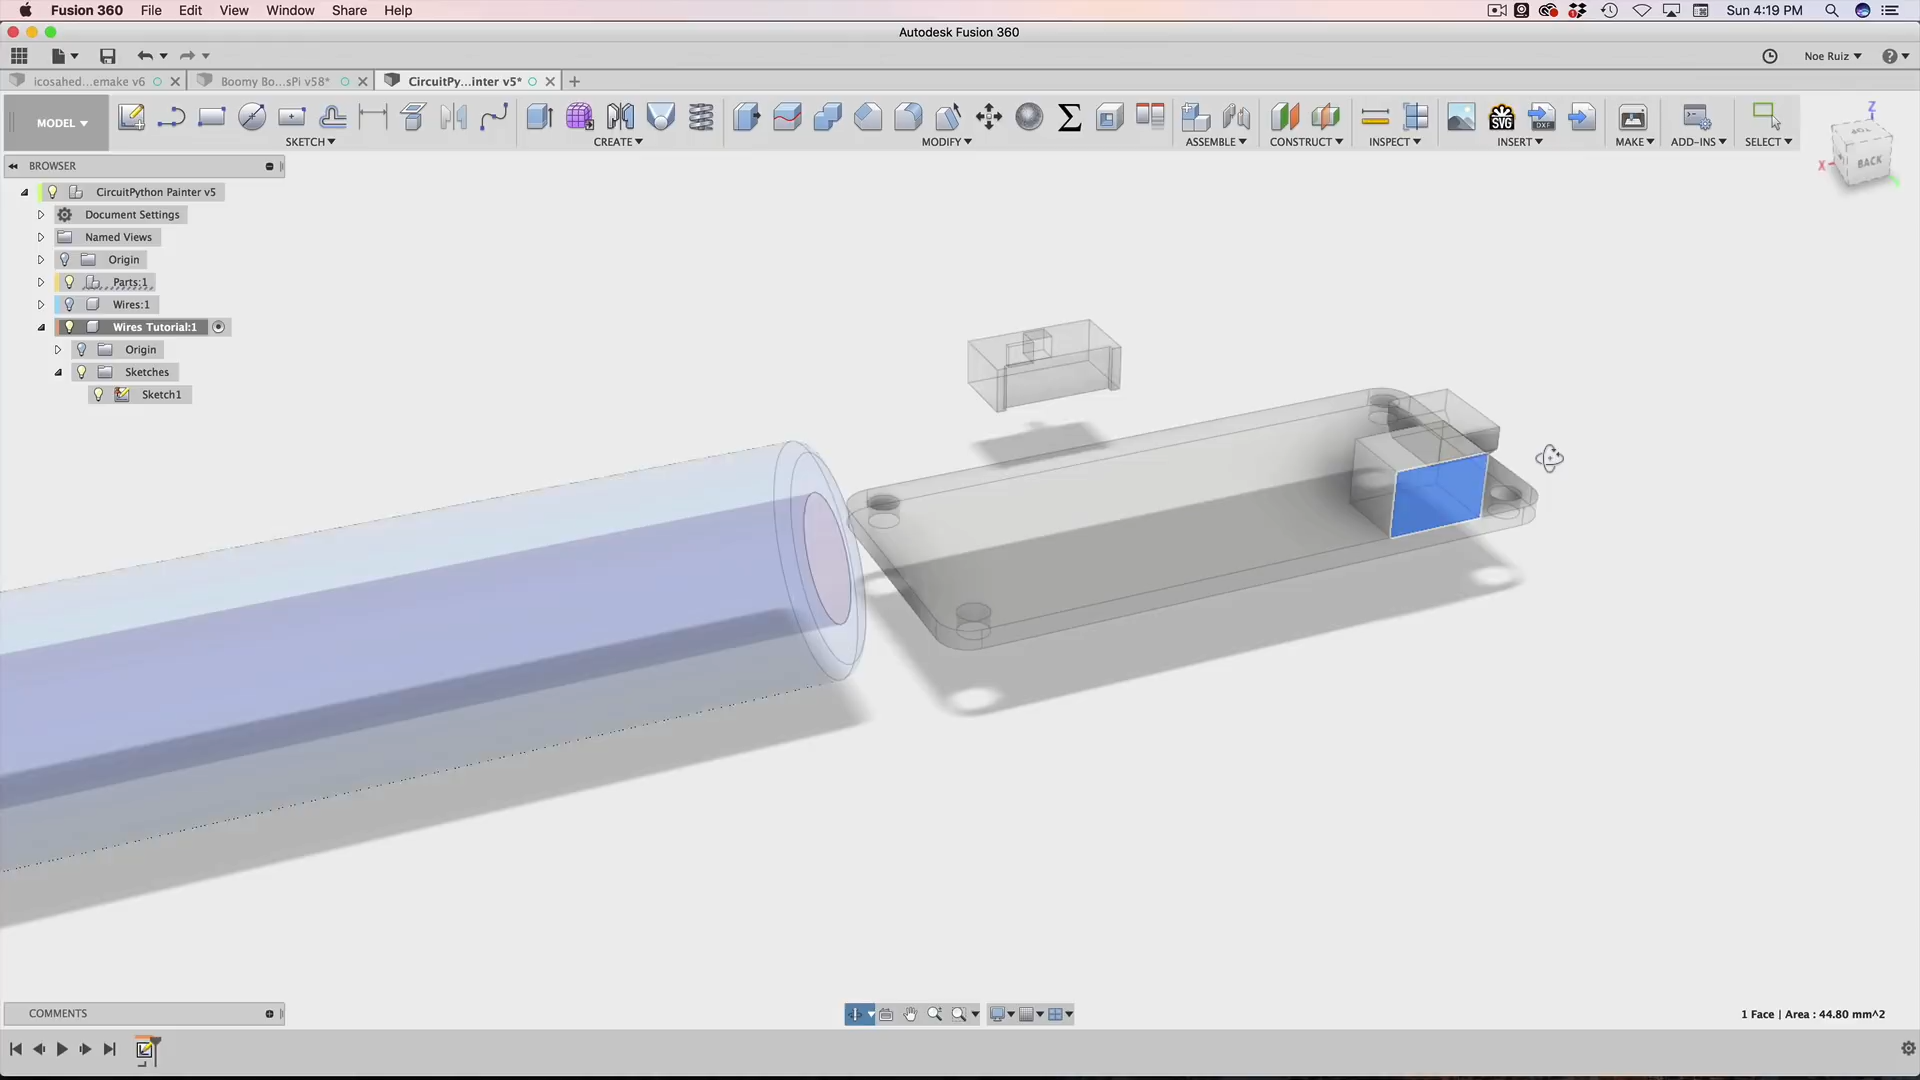 Fusion 360 File Edit View Window Share Help Sun 4:19 PM
Autodesk Fusion 360
Noe Ruiz
icosahed...emake v6 Boomy Bo...sPi v58* CircuitPy...inter v5*
MODEL SKETCH CREATE MODIFY ASSEMBLE CONSTRUCT INSPECT INSERT MAKE ADD-INS SELECT
SVG DXF
Z
X
TOP
BACK
BROWSER
CircuitPython Painter v5
Document Settings
Named Views
Origin
Parts:1
Wires:1
Wires Tutorial:1
Origin
Sketches
Sketch1
COMMENTS
1 Face | Area : 44.80 mm^2